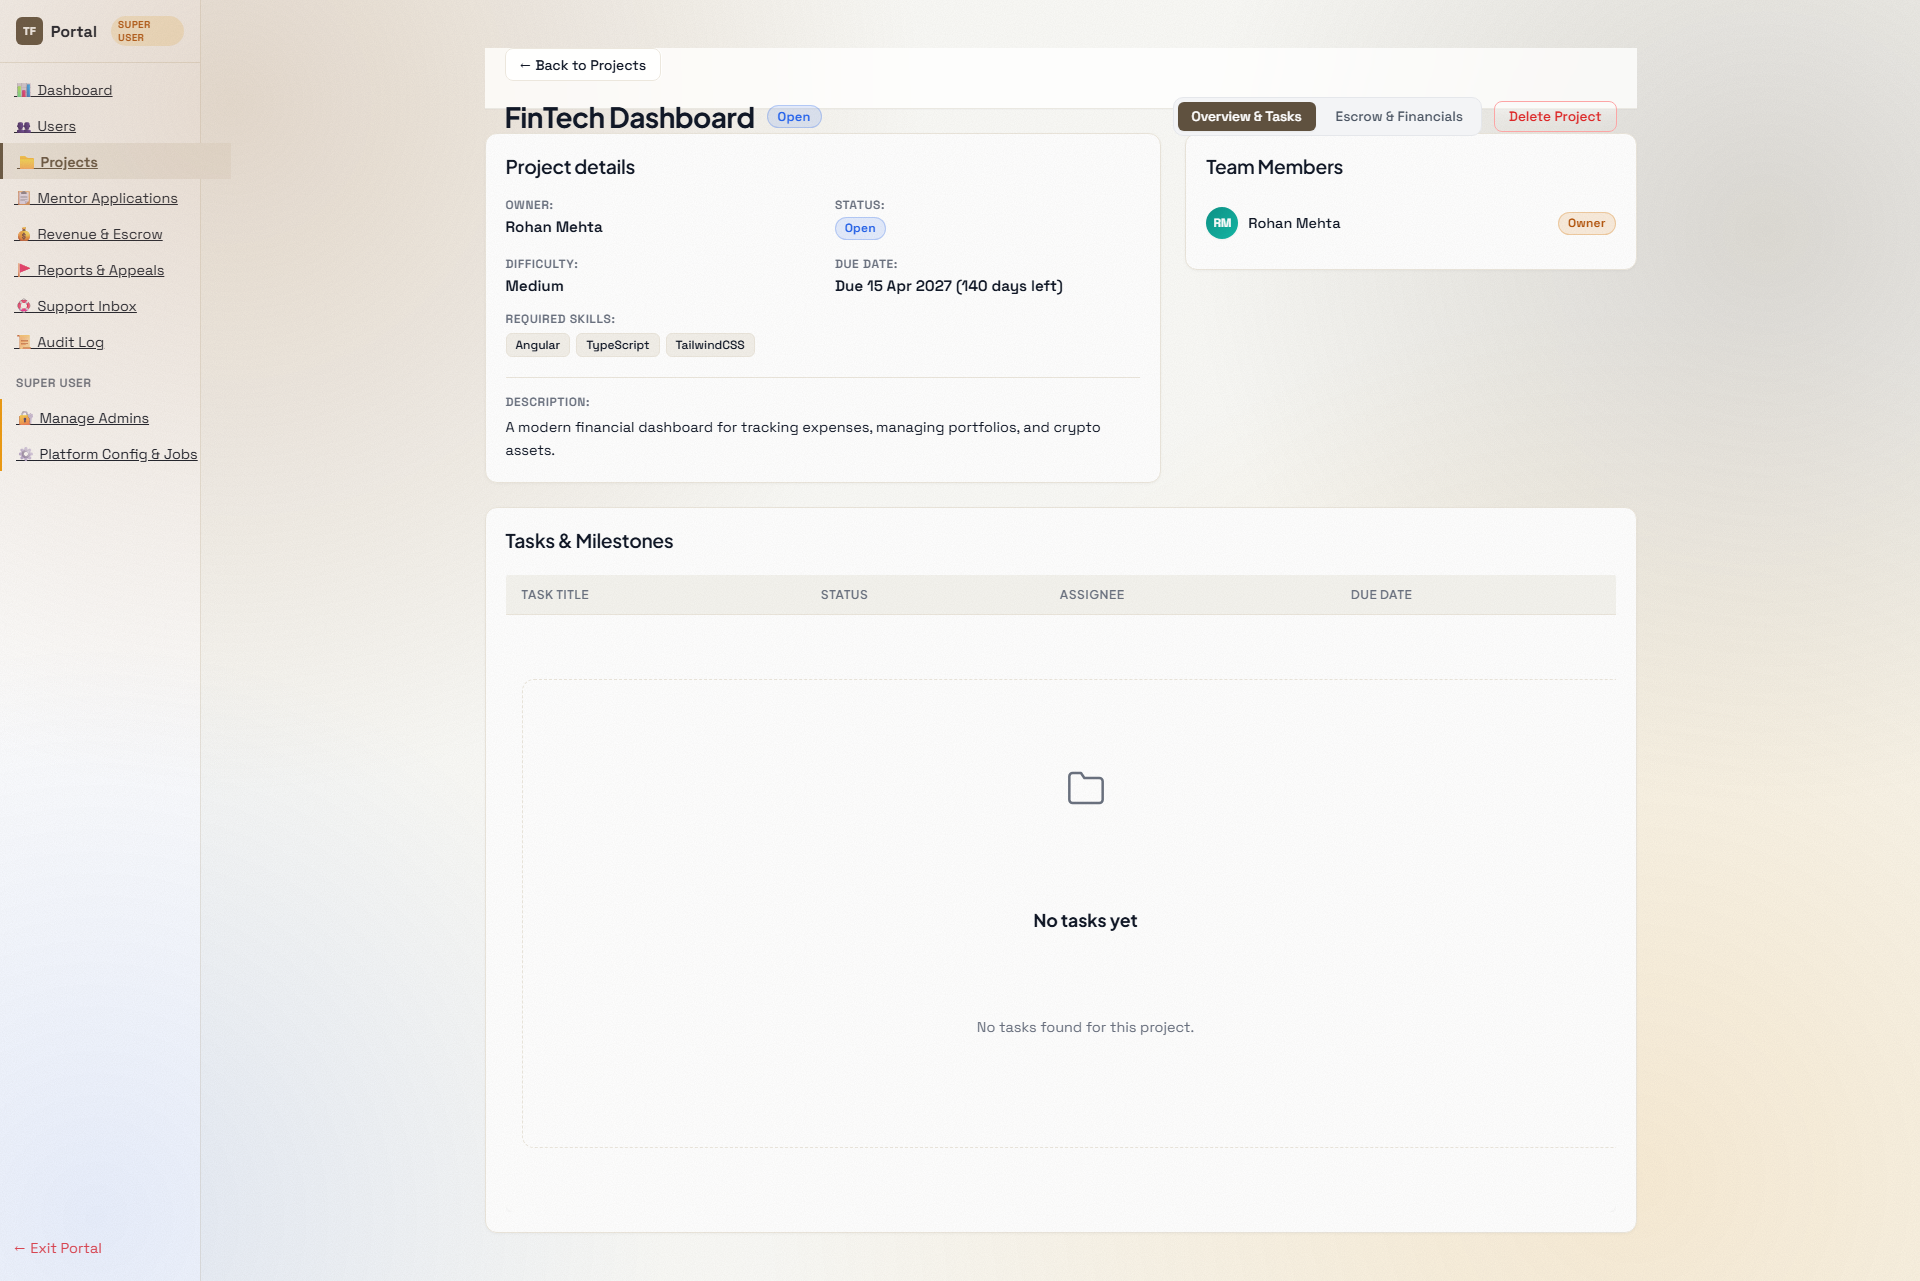 TF Portal SUPER USER
Dashboard
Users
Projects
Mentor Applications
Revenue & Escrow
Reports & Appeals
Support Inbox
Audit Log
SUPER USER
Manage Admins
Platform Config & Jobs
← Exit Portal
← Back to Projects
FinTech Dashboard Open
Overview & Tasks Escrow & Financials Delete Project
Project details
OWNER:
Rohan Mehta
STATUS:
Open
DIFFICULTY:
Medium
DUE DATE:
Due 15 Apr 2027 (140 days left)
REQUIRED SKILLS:
Angular TypeScript TailwindCSS
DESCRIPTION:
A modern financial dashboard for tracking expenses, managing portfolios, and crypto
assets.
Team Members
RM Rohan Mehta Owner
Tasks & Milestones
TASK TITLE STATUS ASSIGNEE DUE DATE
No tasks yet
No tasks found for this project.